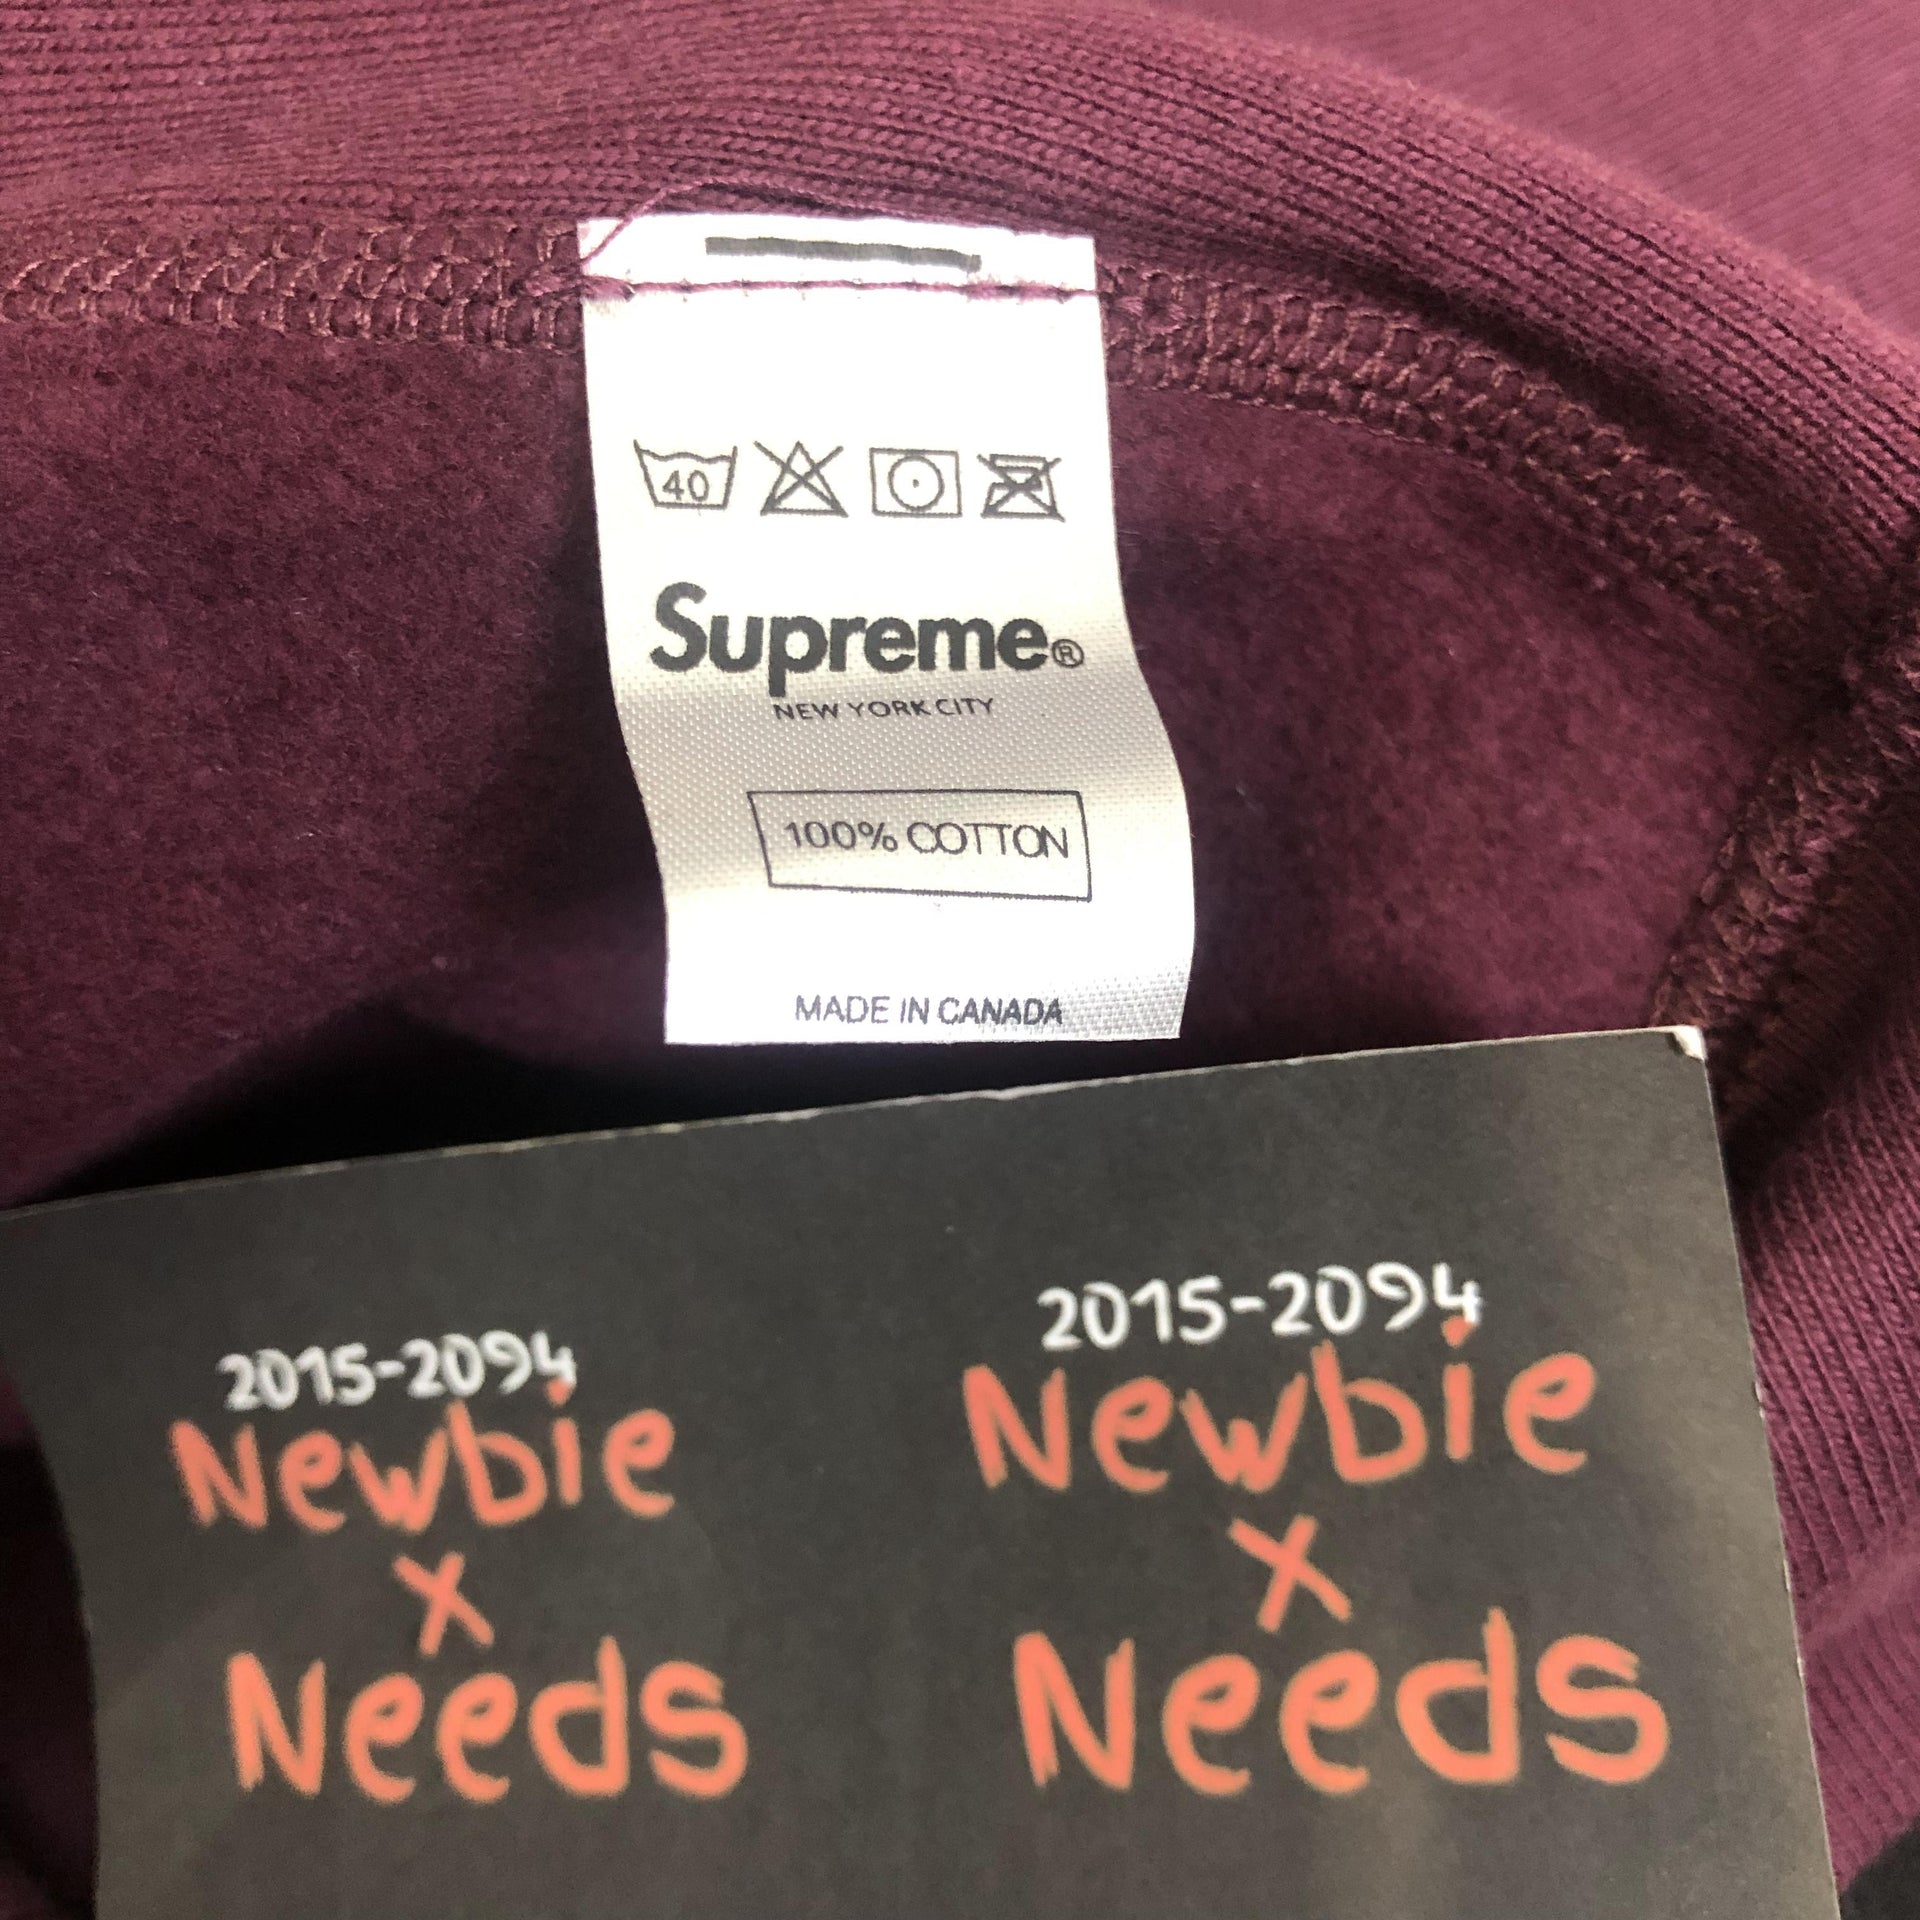 40
Supreme®
NEW YORK CITY
100% COTTON
MADE IN CANADA
2015-2094
Newbie
x
Needs
2015-2094
Newbie
x
Needs